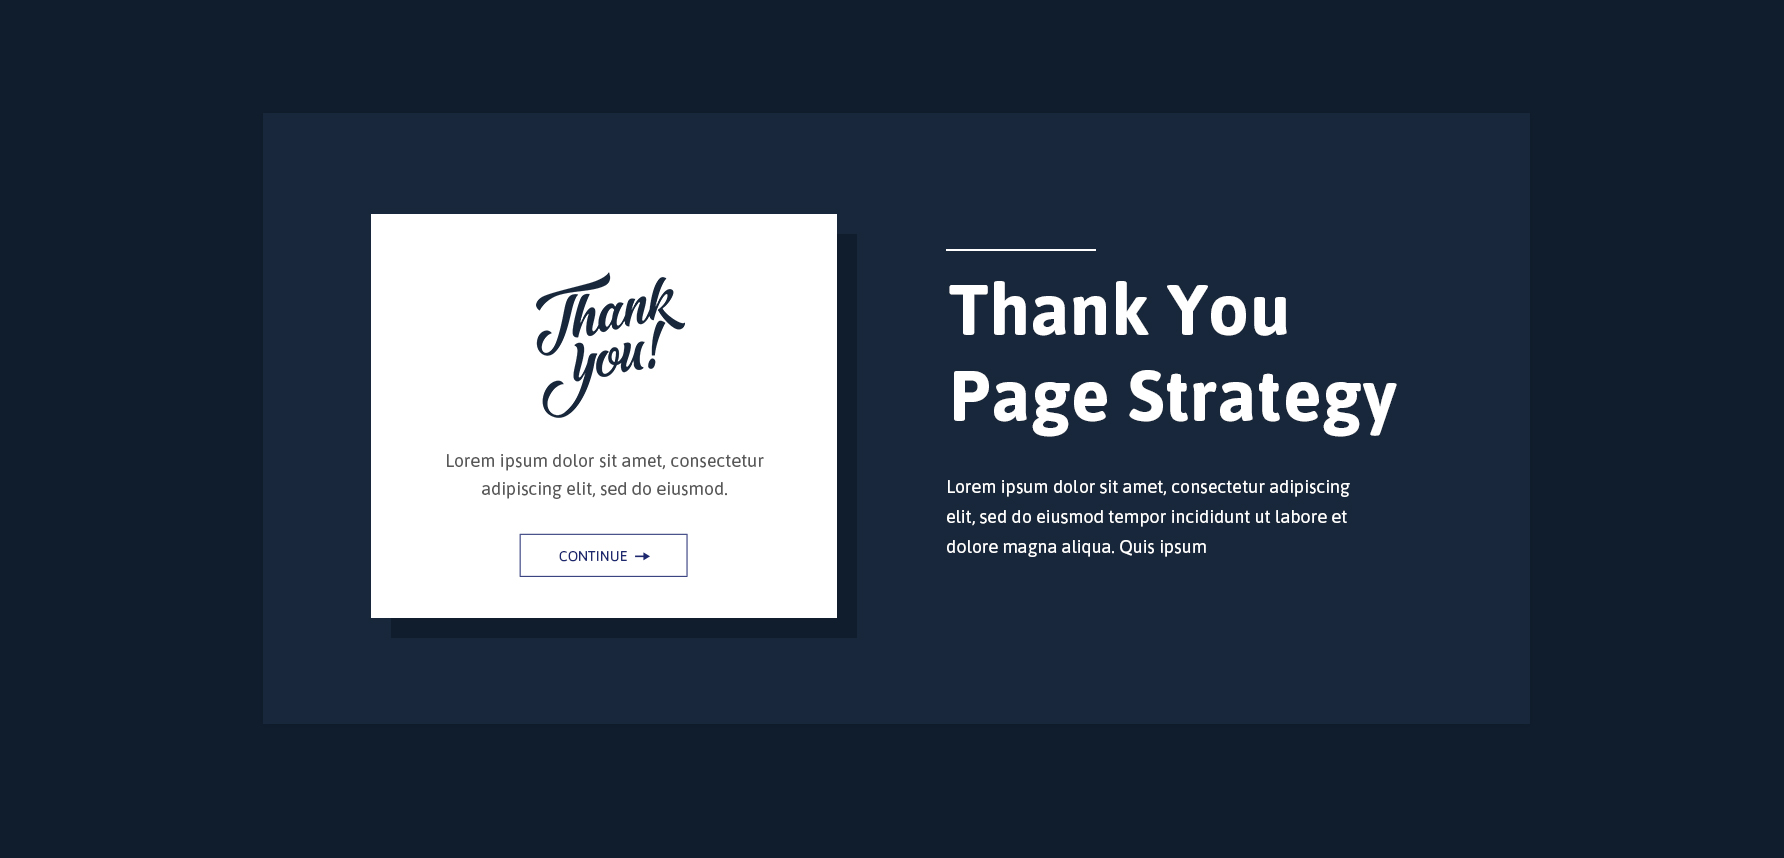 Thank
you!
Lorem ipsum dolor sit amet, consectetur
adipiscing elit, sed do eiusmod.
CONTINUE
Thank You
Page Strategy
Lorem ipsum dolor sit amet, consectetur adipiscing
elit, sed do eiusmod tempor incididunt ut labore et
dolore magna aliqua. Quis ipsum